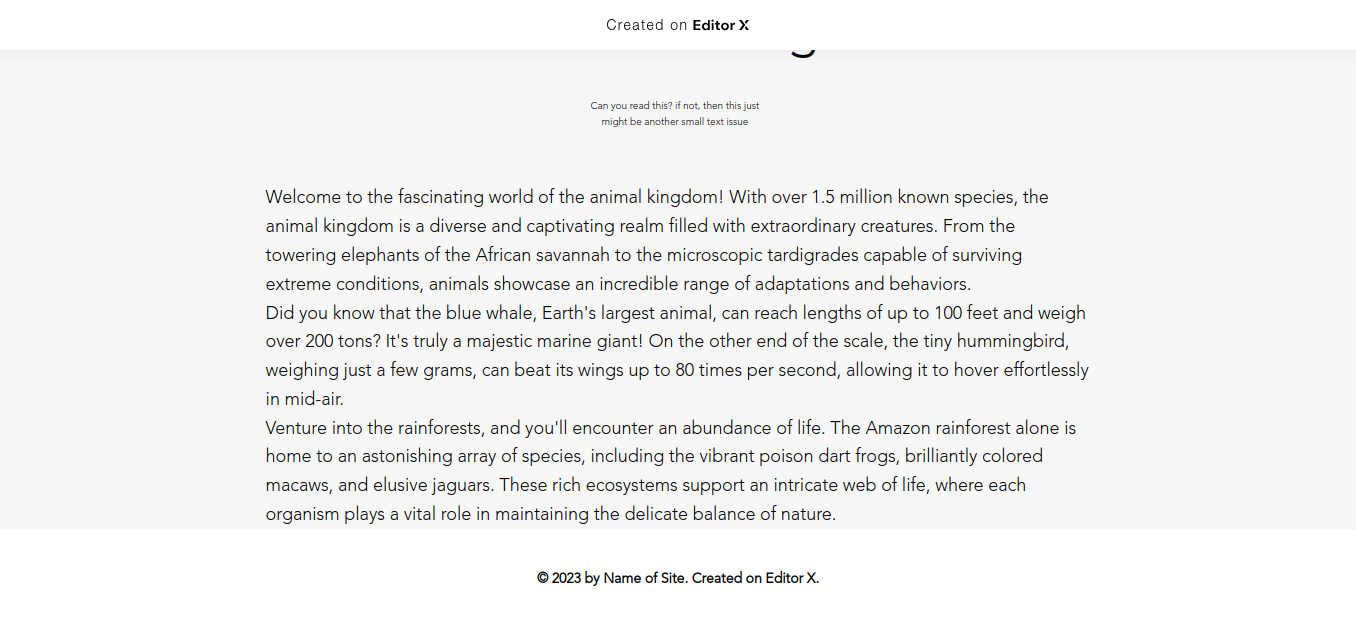 Created on Editor X
Can you read this? if not, then this just
might be another small text issue
Welcome to the fascinating world of the animal kingdom! With over 1.5 million known species, the
animal kingdom is a diverse and captivating realm filled with extraordinary creatures. From the
towering elephants of the African savannah to the microscopic tardigrades capable of surviving
extreme conditions, animals showcase an incredible range of adaptations and behaviors.
Did you know that the blue whale, Earth's largest animal, can reach lengths of up to 100 feet and weigh
over 200 tons? It's truly a majestic marine giant! On the other end of the scale, the tiny hummingbird,
weighing just a few grams, can beat its wings up to 80 times per second, allowing it to hover effortlessly
in mid-air.
Venture into the rainforests, and you'll encounter an abundance of life. The Amazon rainforest alone is
home to an astonishing array of species, including the vibrant poison dart frogs, brilliantly colored
macaws, and elusive jaguars. These rich ecosystems support an intricate web of life, where each
organism plays a vital role in maintaining the delicate balance of nature.
© 2023 by Name of Site. Created on Editor X.